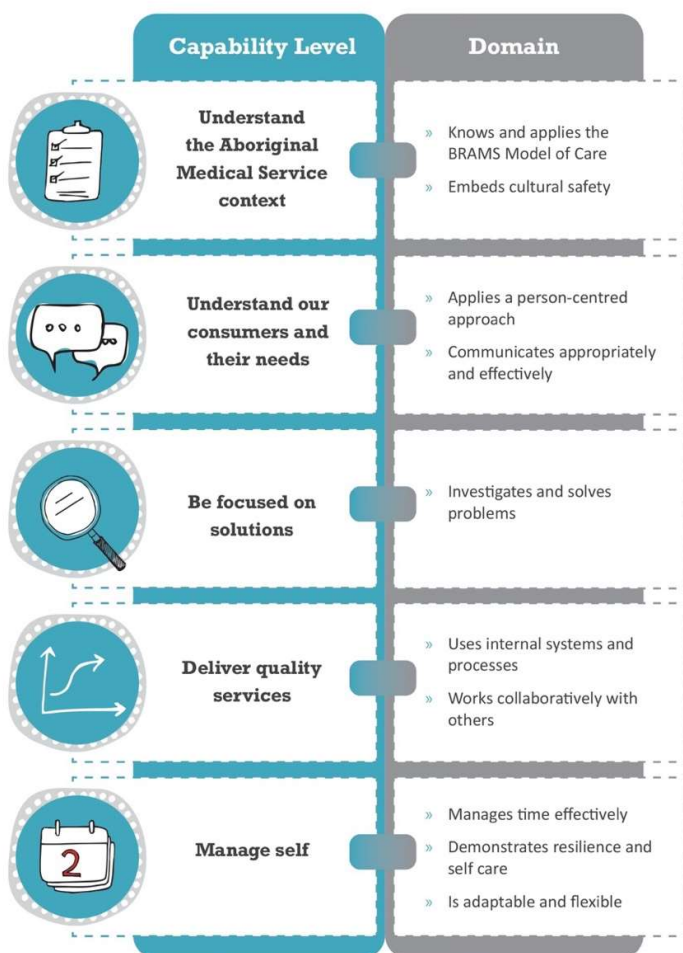 Capability Level
Domain
Understand
the Aboriginal
Medical Service
context
» Knows and applies the
BRAMS Model of Care
» Embeds cultural safety
Understand our
consumers and
their needs
» Applies a person-centred
approach
» Communicates appropriately
and effectively
Be focused on
solutions
» Investigates and solves
problems
Deliver quality
services
» Uses internal systems and
processes
» Works collaboratively with
others
2
Manage self
» Manages time effectively
» Demonstrates resilience and
self care
» Is adaptable and flexible